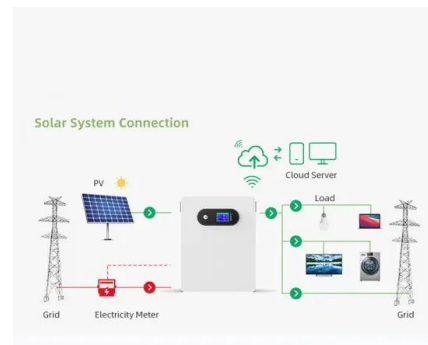 Solar System Connection
PV
Cloud Server
Load
Grid
Electricity Meter
Grid